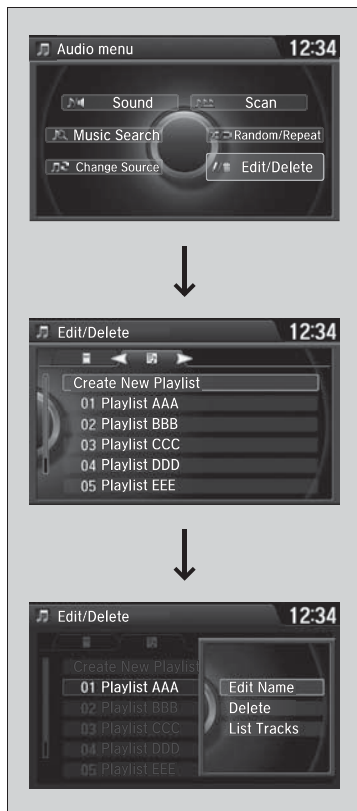 Audio menu 12:34
Sound Scan
Music Search Random/Repeat
Change Source Edit/Delete
Edit/Delete 12:34
Create New Playlist
01 Playlist AAA
02 Playlist BBB
03 Playlist CCC
04 Playlist DDD
05 Playlist EEE
Edit/Delete 12:34
Create New Playlist
01 Playlist AAA Edit Name
02 Playlist BBB Delete
03 Playlist CCC List Tracks
04 Playlist DDD
05 Playlist EEE